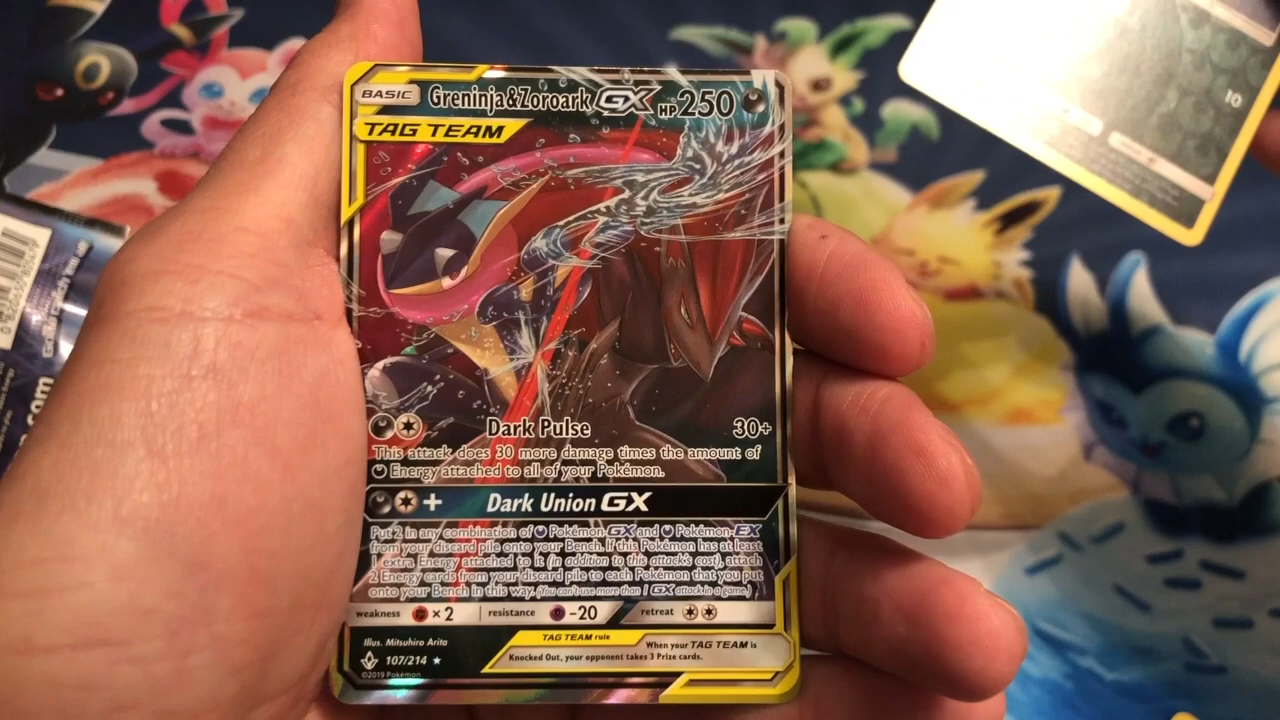 BASIC Greninja&Zoroark GX HP250
TAG TEAM
Dark Pulse 30+
This attack does 30 more damage times the amount of
Energy attached to all of your Pokémon.
+ Dark Union GX
Put 2 in any combination of Pokémon-GX and Pokémon-EX
from your discard pile onto your Bench. If this Pokémon has at least
1 extra Energy attached to it (in addition to this attack's cost), attach
2 Energy cards from your discard pile to each Pokémon that you put
onto your Bench in this way. (You can't use more than 1 GX attack in a game.)
weakness ×2 resistance -20 retreat
Illus. Mitsuhiro Arita
107/214
©2019 Pokémon
TAG TEAM rule
When your TAG TEAM is
Knocked Out, your opponent takes 3 Prize cards.
10
.com